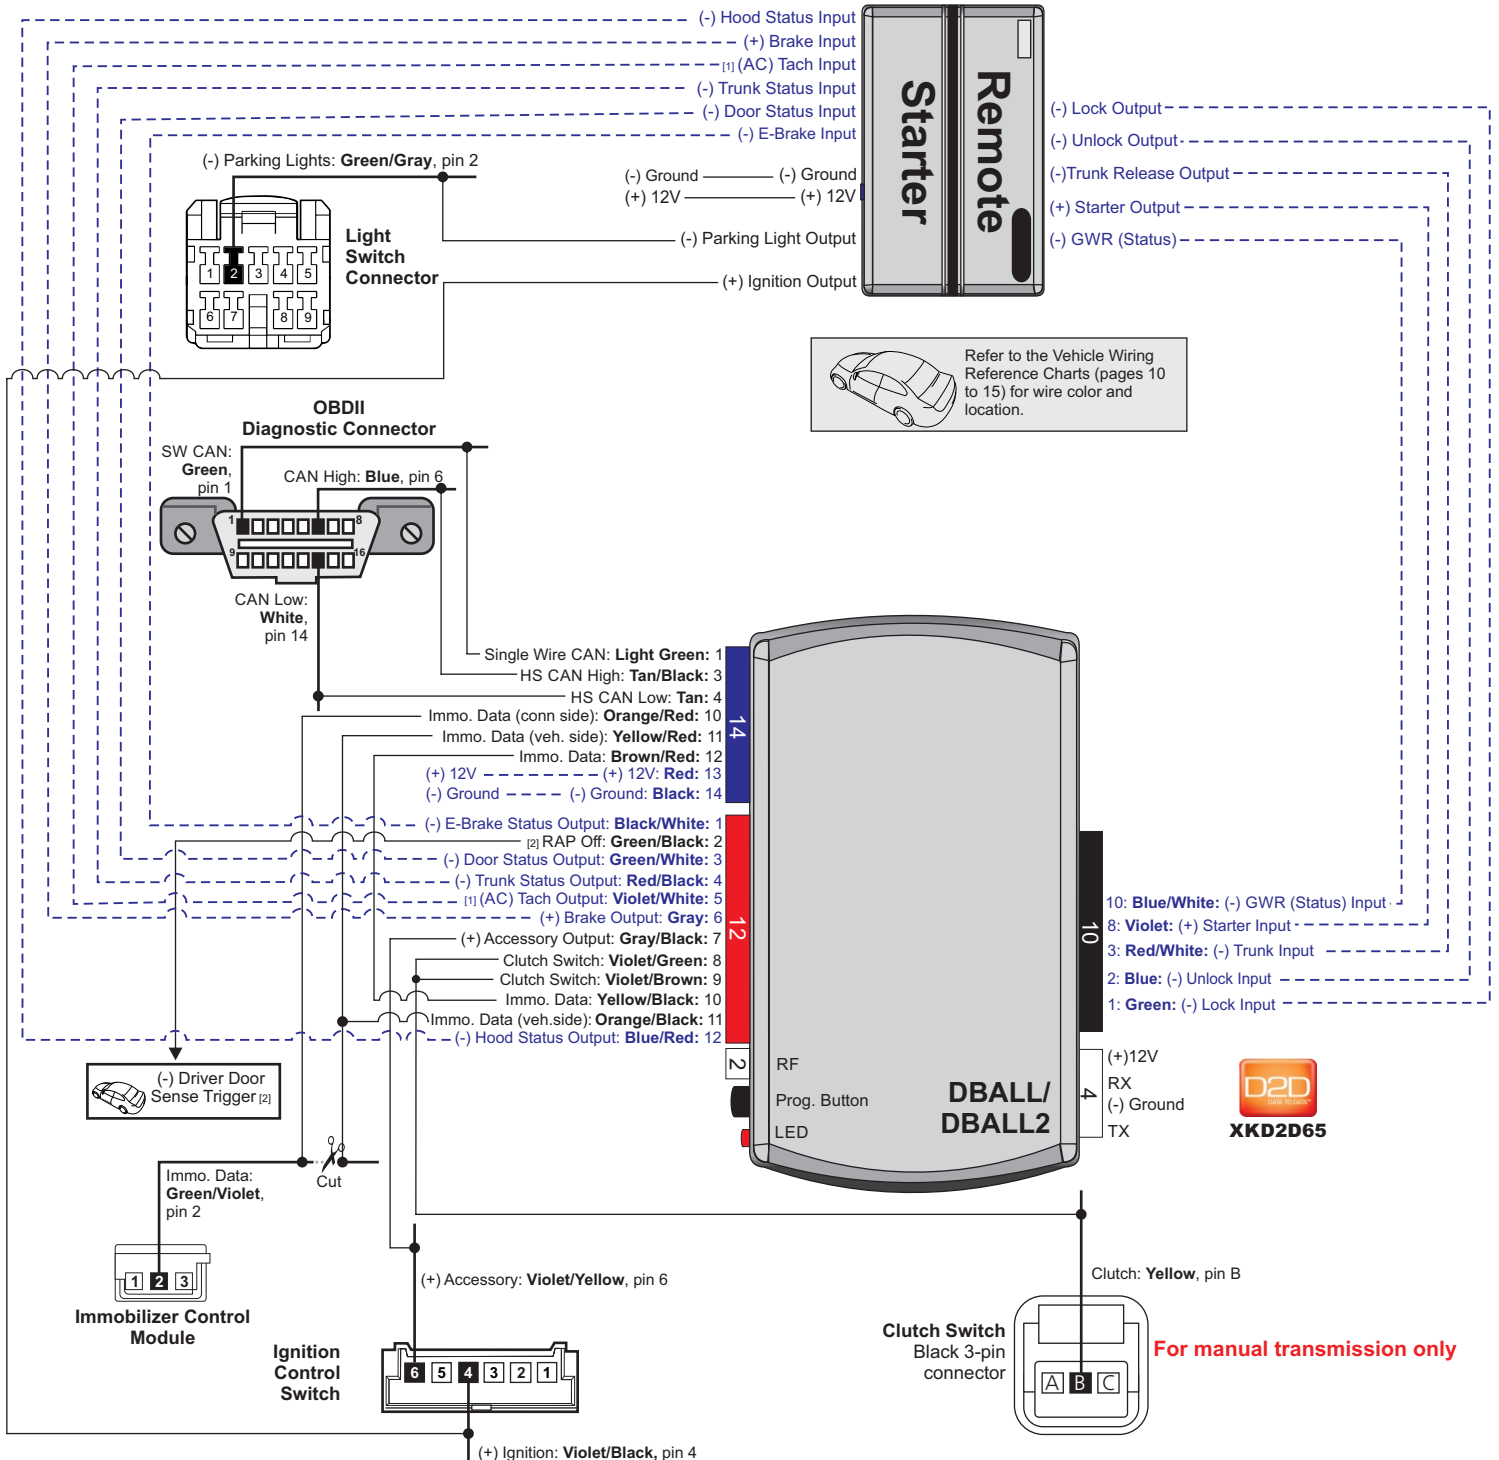 (-) Hood Status Input
(+) Brake Input
[1] (AC) Tach Input
(-) Trunk Status Input
(-) Door Status Input
(-) E-Brake Input
(-) Ground (-) Ground
(+) 12V (+) 12V
(-) Parking Light Output
(+) Ignition Output
Remote
Starter
(-) Lock Output
(-) Unlock Output
(-)Trunk Release Output
(+) Starter Output
(-) GWR (Status)
(-) Parking Lights: Green/Gray, pin 2
Light
Switch
Connector
1 2 3 4 5
6 7 8 9
Refer to the Vehicle Wiring
Reference Charts (pages 10
to 15) for wire color and
location.
OBDII
Diagnostic Connector
SW CAN:
Green,
pin 1
CAN High: Blue, pin 6
1 8
9 16
CAN Low:
White,
pin 14
Single Wire CAN: Light Green: 1
HS CAN High: Tan/Black: 3
HS CAN Low: Tan: 4
Immo. Data (conn side): Orange/Red: 10
Immo. Data (veh. side): Yellow/Red: 11
Immo. Data: Brown/Red: 12
(+) 12V (+) 12V: Red: 13
(-) Ground (-) Ground: Black: 14
14
(-) E-Brake Status Output: Black/White: 1
[2] RAP Off: Green/Black: 2
(-) Door Status Output: Green/White: 3
(-) Trunk Status Output: Red/Black: 4
[1] (AC) Tach Output: Violet/White: 5
(+) Brake Output: Gray: 6
(+) Accessory Output: Gray/Black: 7
Clutch Switch: Violet/Green: 8
Clutch Switch: Violet/Brown: 9
Immo. Data: Yellow/Black: 10
Immo. Data (veh.side): Orange/Black: 11
(-) Hood Status Output: Blue/Red: 12
12
2
RF
Prog. Button
LED
DBALL/
DBALL2
10
10: Blue/White: (-) GWR (Status) Input
8: Violet: (+) Starter Input
3: Red/White: (-) Trunk Input
2: Blue: (-) Unlock Input
1: Green: (-) Lock Input
4
(+)12V
RX
(-) Ground
TX
D2D
DATA TO DATA™
XKD2D65
(-) Driver Door
Sense Trigger [2]
Cut
Immo. Data:
Green/Violet,
pin 2
1 2 3
Immobilizer Control
Module
(+) Accessory: Violet/Yellow, pin 6
Ignition
Control
Switch
6 5 4 3 2 1
(+) Ignition: Violet/Black, pin 4
Clutch: Yellow, pin B
Clutch Switch
Black 3-pin
connector
A B C
For manual transmission only